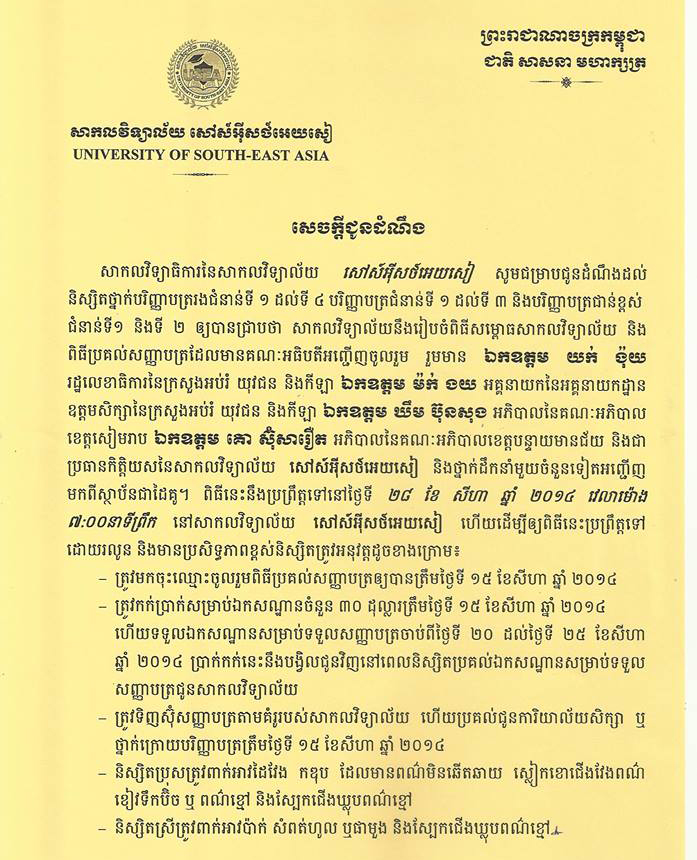 ព្រះរាជាណាចក្រកម្ពុជា
ជាតិ សាសនា មហាក្សត្រ
សាកលវិទ្យាល័យ សៅស៍អ៊ីសថ៍អេយសៀ
UNIVERSITY OF SOUTH-EAST ASIA
សេចក្តីជូនដំណឹង
សាកលវិទ្យាធិការនៃសាកលវិទ្យាល័យ សៅស៍អ៊ីសថ៍អេយសៀ សូមជម្រាបជូនដំណឹងដល់
និស្សិតថ្នាក់បរិញ្ញាបត្ររងជំនាន់ទី ១ ដល់ទី ៤ បរិញ្ញាបត្រជំនាន់ទី ១ ដល់ទី ៣ និងបរិញ្ញាបត្រជាន់ខ្ពស់
ជំនាន់ទី១ និងទី ២ ឲ្យបានជ្រាបថា សាកលវិទ្យាល័យនឹងរៀបចំពិធីសម្ពោធសាកលវិទ្យាល័យ និង
ពិធីប្រគល់សញ្ញាបត្រដែលមានគណៈអធិបតីអញ្ជើញចូលរួម រួមមាន ឯកឧត្តម យក់ ង៉ុយ
រដ្ឋលេខាធិការនៃក្រសួងអប់រំ យុវជន និងកីឡា ឯកឧត្តម ម៉ក់ ងយ អគ្គនាយកនៃអគ្គនាយកដ្ឋាន
ឧត្តមសិក្សានៃក្រសួងអប់រំ យុវជន និងកីឡា ឯកឧត្តម ឃឹម ប៊ុនសុង អភិបាលនៃគណៈអភិបាល
ខេត្តសៀមរាប ឯកឧត្តម គោ ស៊ុំសារឿត អភិបាលនៃគណៈអភិបាលខេត្តបន្ទាយមានជ័យ និងជា
ប្រធានកិត្តិយសនៃសាកលវិទ្យាល័យ សៅស៍អ៊ីសថ៍អេយសៀ និងថ្នាក់ដឹកនាំមួយចំនួនទៀតអញ្ជើញ
មកពីស្ថាប័នជាដៃគូ។ ពិធីនេះនឹងប្រព្រឹត្តទៅនៅថ្ងៃទី ២៨ ខែ សីហា ឆ្នាំ ២០១៤ វេលាម៉ោង
៧:០០នាទីព្រឹក នៅសាកលវិទ្យាល័យ សៅស៍អ៊ីសថ៍អេយសៀ ហើយដើម្បីឲ្យពិធីនេះប្រព្រឹត្តទៅ
ដោយរលូន និងមានប្រសិទ្ធភាពខ្ពស់និស្សិតត្រូវអនុវត្តដូចខាងក្រោម៖
– ត្រូវមកចុះឈ្មោះចូលរួមពិធីប្រគល់សញ្ញាបត្រឲ្យបានត្រឹមថ្ងៃទី ១៥ ខែសីហា ឆ្នាំ ២០១៤
– ត្រូវកក់ប្រាក់សម្រាប់ឯកសណ្ឋានចំនួន ៣០ ដុល្លារត្រឹមថ្ងៃទី ១៥ ខែសីហា ឆ្នាំ ២០១៤
ហើយទទួលឯកសណ្ឋានសម្រាប់ទទួលសញ្ញាបត្រចាប់ពីថ្ងៃទី ២០ ដល់ថ្ងៃទី ២៥ ខែសីហា
ឆ្នាំ ២០១៤ ប្រាក់កក់នេះនឹងបង្វិលជូនវិញនៅពេលនិស្សិតប្រគល់ឯកសណ្ឋានសម្រាប់ទទួល
សញ្ញាបត្រជូនសាកលវិទ្យាល័យ
– ត្រូវទិញស៊ុំសញ្ញាបត្រតាមគំរូរបស់សាកលវិទ្យាល័យ ហើយប្រគល់ជូនការិយាល័យសិក្សា ឬ
ថ្នាក់ក្រោយបរិញ្ញាបត្រត្រឹមថ្ងៃទី ១៥ ខែសីហា ឆ្នាំ ២០១៤
– និស្សិតប្រុសត្រូវពាក់អាវដៃវែង កឌុប ដែលមានពណ៌មិនឆើតឆាយ ស្លៀកខោជើងវែងពណ៌
ខៀវទឹកប៊ិច ឬ ពណ៌ខ្មៅ និងស្បែកជើងឃ្លុបពណ៌ខ្មៅ
– និស្សិតស្រីត្រូវពាក់អាវប៉ាក់ សំពត់ហូល ឬផាមួង និងស្បែកជើងឃ្លុបពណ៌ខ្មៅ